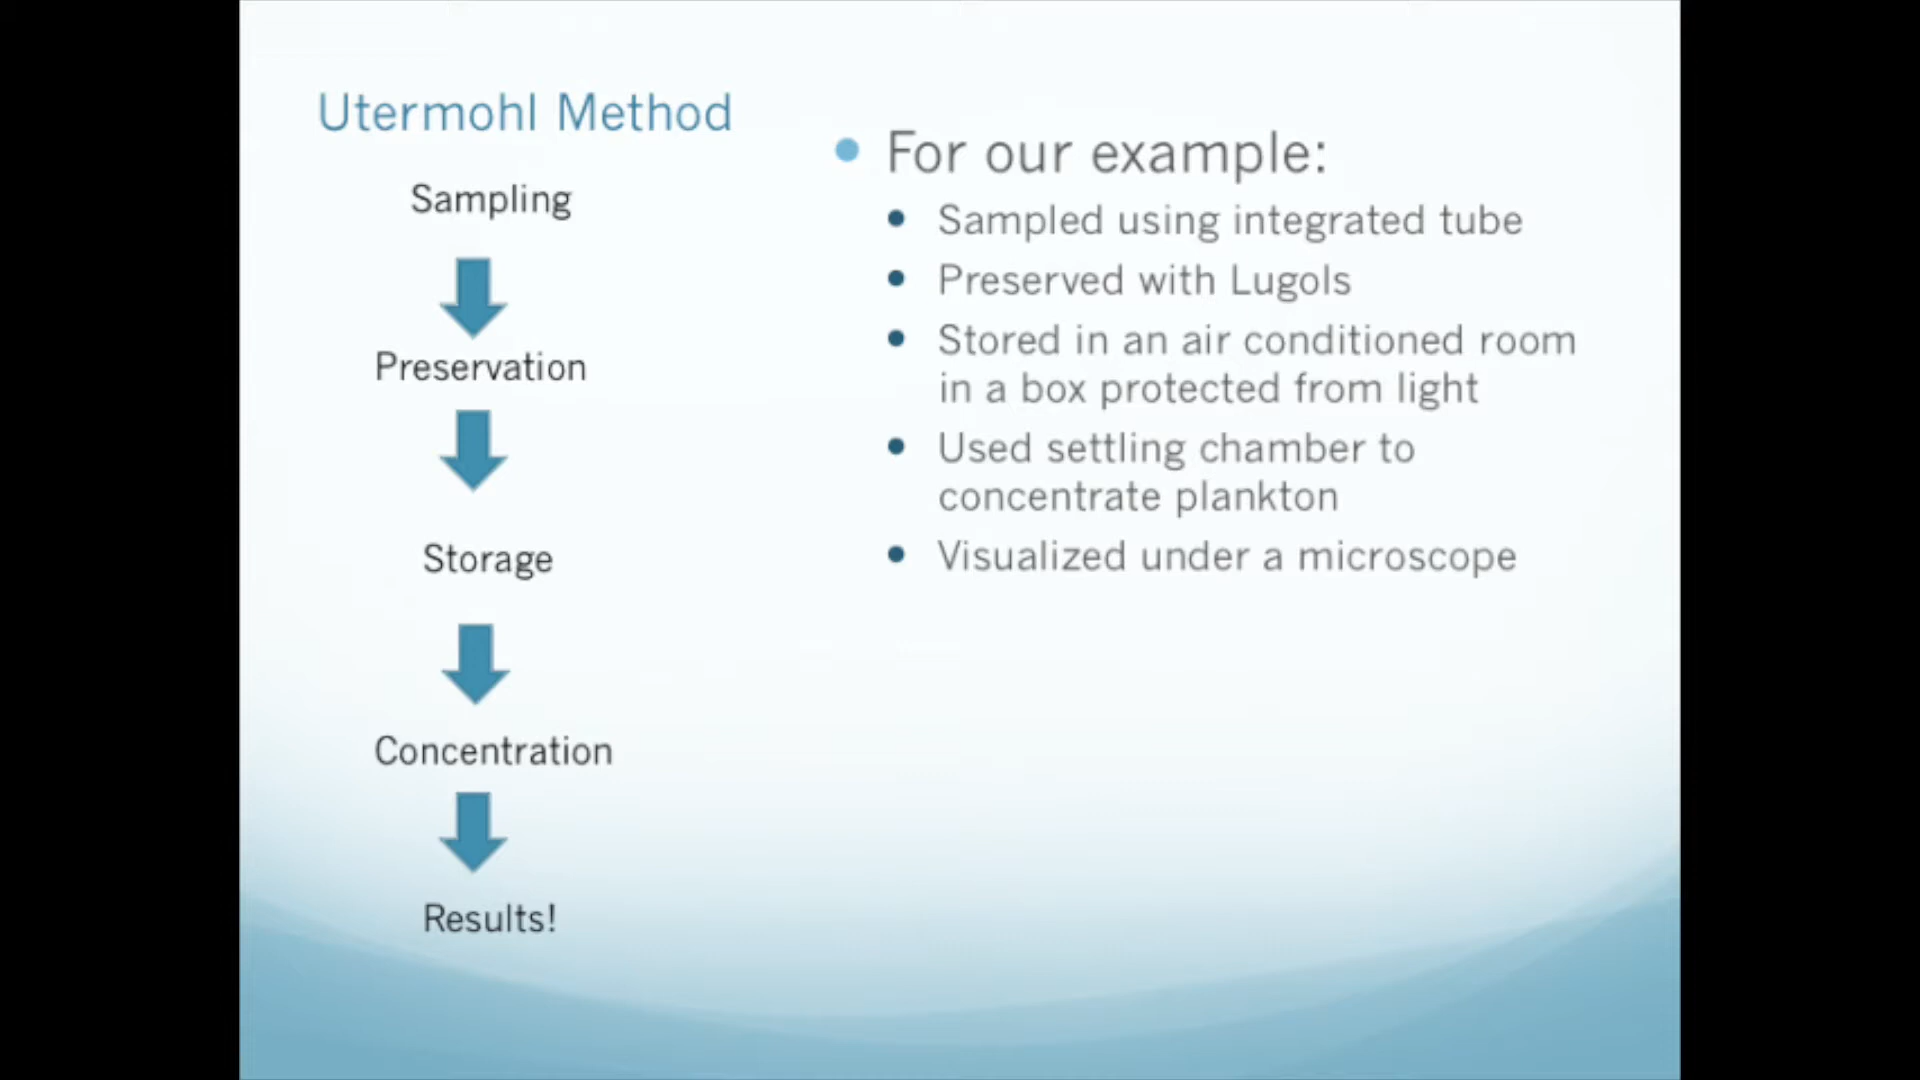 Utermohl Method
Sampling
Preservation
Storage
Concentration
Results!
For our example:
Sampled using integrated tube
Preserved with Lugols
Stored in an air conditioned room
in a box protected from light
Used settling chamber to
concentrate plankton
Visualized under a microscope